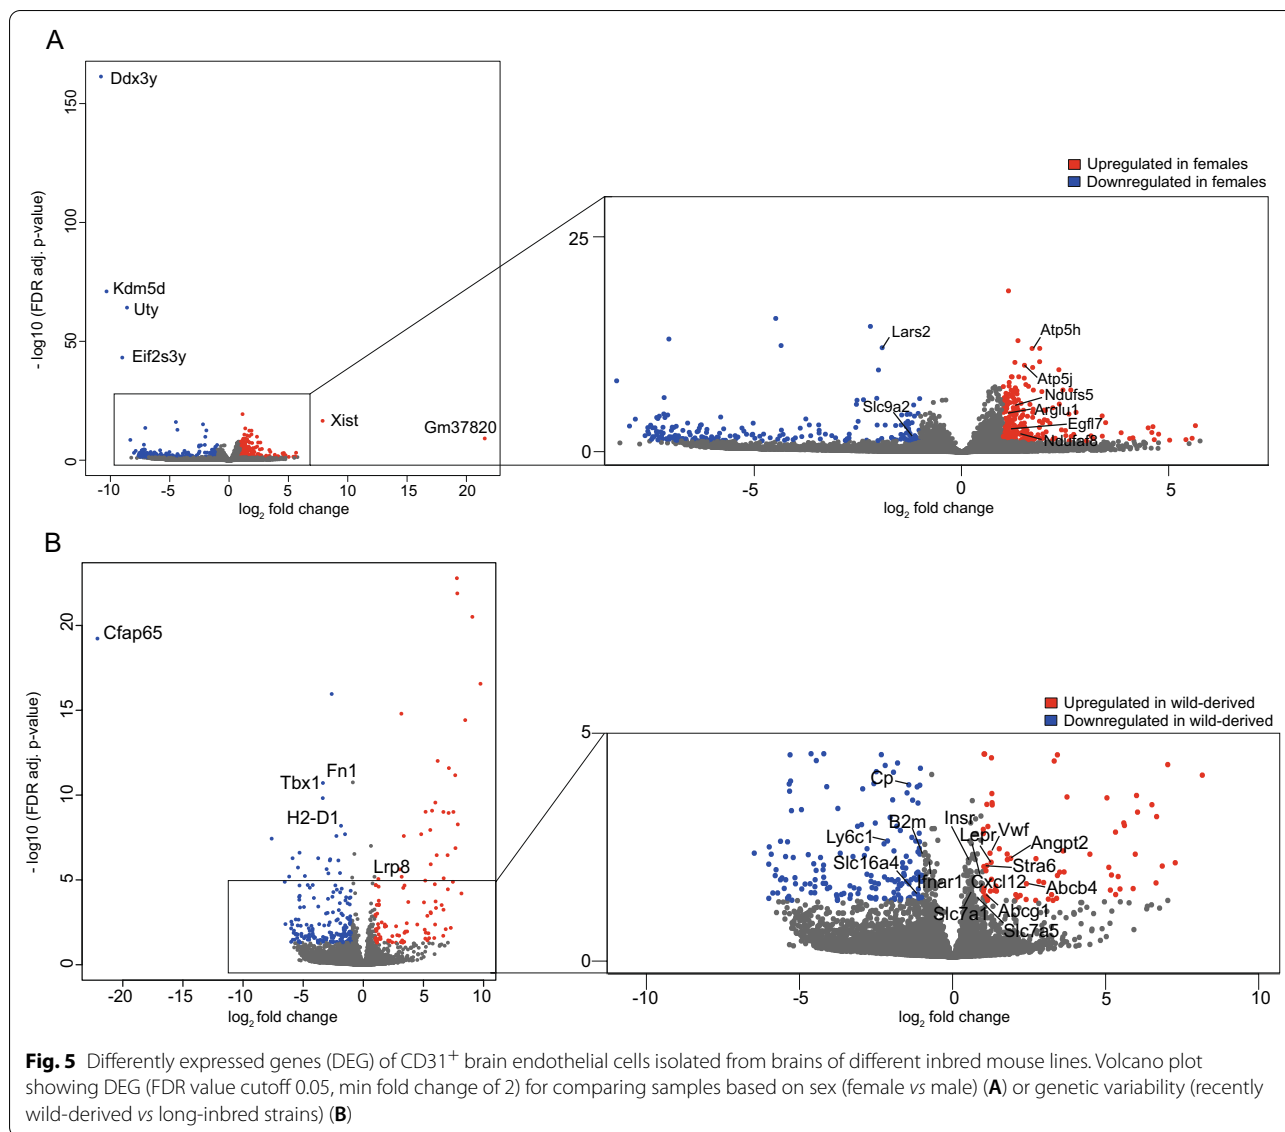 A
Ddx3y
Kdm5d
Uty
Eif2s3y
Xist
Gm37820
- log10 (FDR adj. p-value)
0
50
100
150
-10
-5
0
5
10
15
20
log2 fold change
Upregulated in females
Downregulated in females
25
0
Lars2
Slc9a2
Atp5h
Atp5j
Ndufs5
Arglu1
Egfl7
Ndufaf8
-5
0
5
log2 fold change
B
Cfap65
Tbx1
Fn1
H2-D1
Lrp8
- log10 (FDR adj. p-value)
0
5
10
15
20
-20
-10
-5
0
5
10
log2 fold change
Upregulated in wild-derived
Downregulated in wild-derived
5
0
Cp
B2m
Ly6c1
Slc16a4
Ifnar1
Insr
Lepr
Vwf
Angpt2
Stra6
Cxcl12
Abcb4
Slc7a1
Abcg1
Slc7a5
-10
-5
0
5
10
log2 fold change
Fig. 5 Differently expressed genes (DEG) of CD31+ brain endothelial cells isolated from brains of different inbred mouse lines. Volcano plot
showing DEG (FDR value cutoff 0.05, min fold change of 2) for comparing samples based on sex (female vs male) (A) or genetic variability (recently
wild-derived vs long-inbred strains) (B)